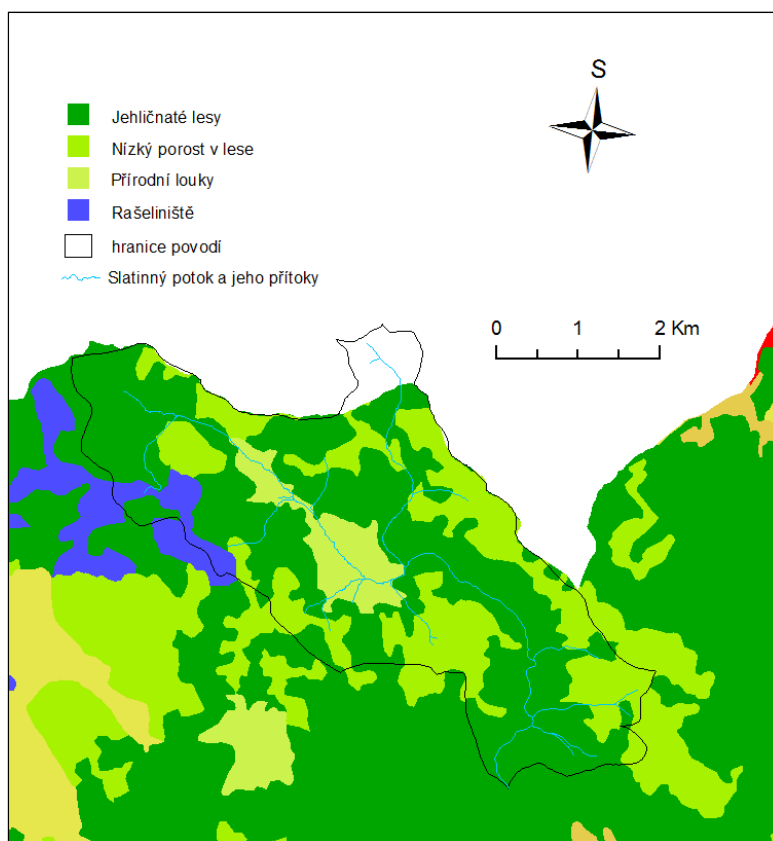 S
Jehličnaté lesy
Nízký porost v lese
Přírodní louky
Rašeliniště
hranice povodí
Slatinný potok a jeho přítoky
0 1 2 Km